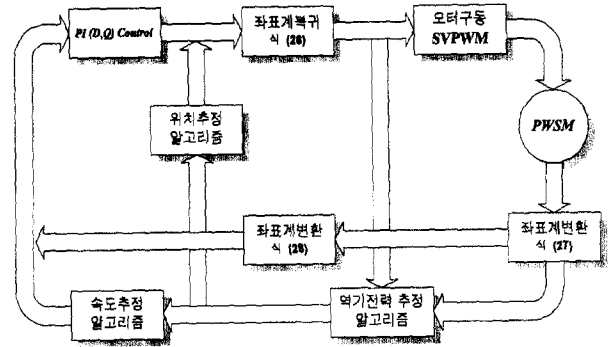 PI (D,Q) Control
좌표계복귀
식 (26)
모터구동
SVPWM
위치추정
알고리즘
PWSM
좌표계변환
식 (28)
좌표계변환
식 (27)
속도추정
알고리즘
역기전력 추정
알고리즘